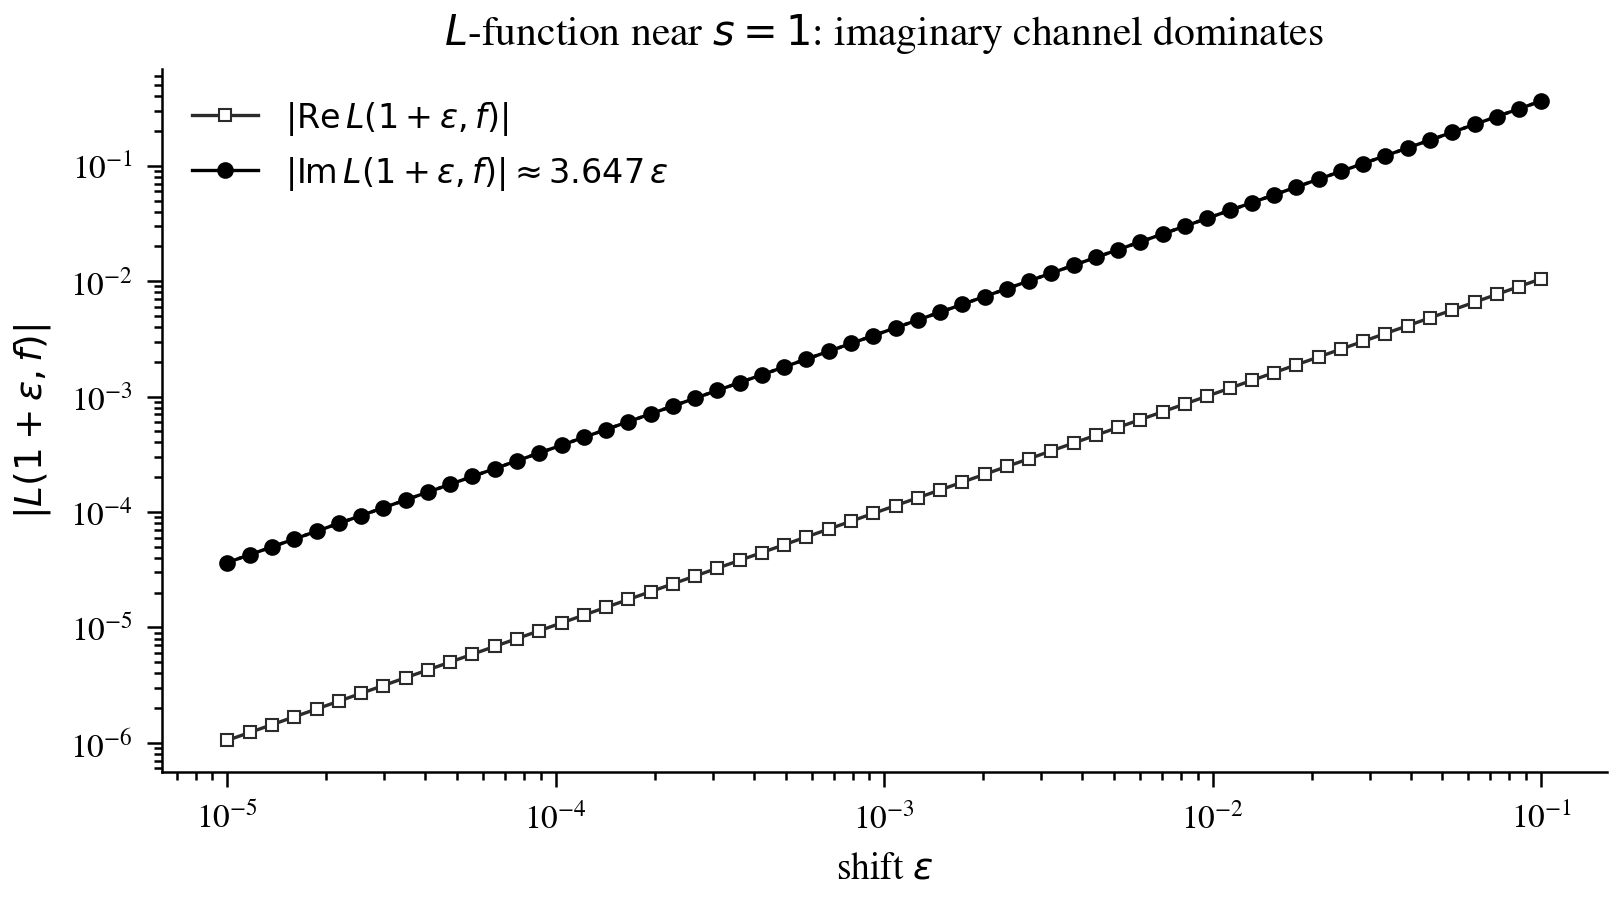 L-function near s = 1: imaginary channel dominates
|Re L(1 + ε, f)|
|Im L(1 + ε, f)| ≈ 3.647 ε
|L(1 + ε, f)|
10⁻¹
10⁻²
10⁻³
10⁻⁴
10⁻⁵
10⁻⁶
10⁻⁵ 10⁻⁴ 10⁻³ 10⁻² 10⁻¹
shift ε